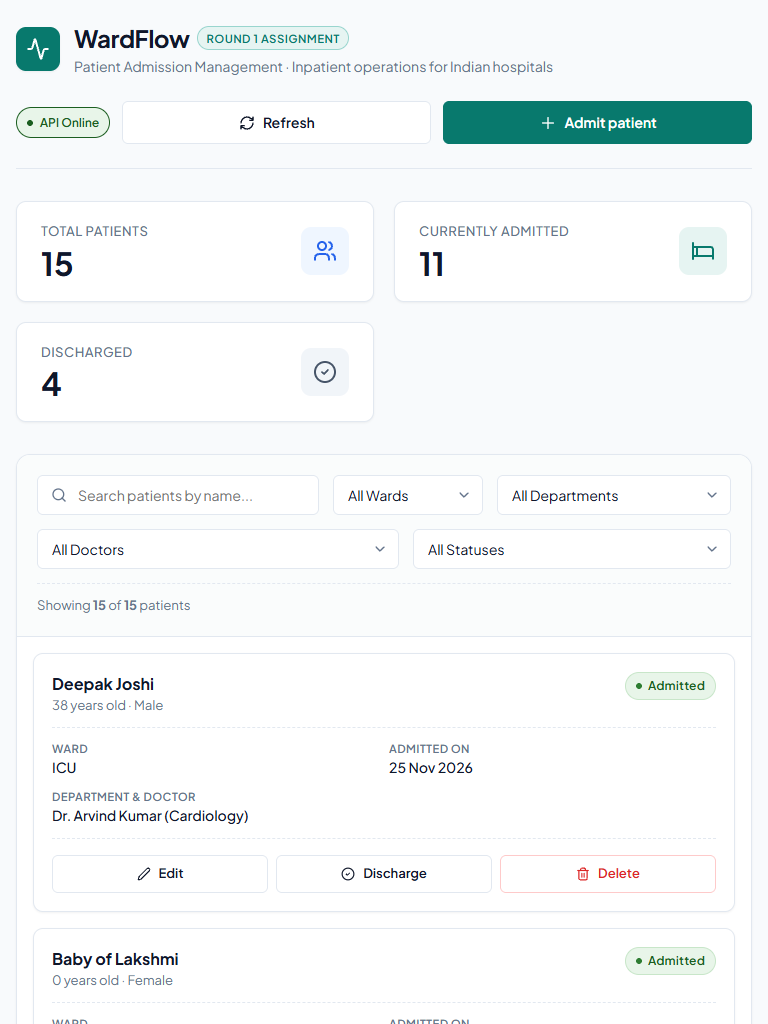 WardFlow ROUND 1 ASSIGNMENT
Patient Admission Management · Inpatient operations for Indian hospitals
API Online Refresh Admit patient
TOTAL PATIENTS
15
CURRENTLY ADMITTED
11
DISCHARGED
4
Search patients by name... All Wards All Departments
All Doctors All Statuses
Showing 15 of 15 patients
Deepak Joshi Admitted
38 years old · Male
WARD ADMITTED ON
ICU 25 Nov 2026
DEPARTMENT & DOCTOR
Dr. Arvind Kumar (Cardiology)
Edit Discharge Delete
Baby of Lakshmi Admitted
0 years old · Female
WARD ADMITTED ON